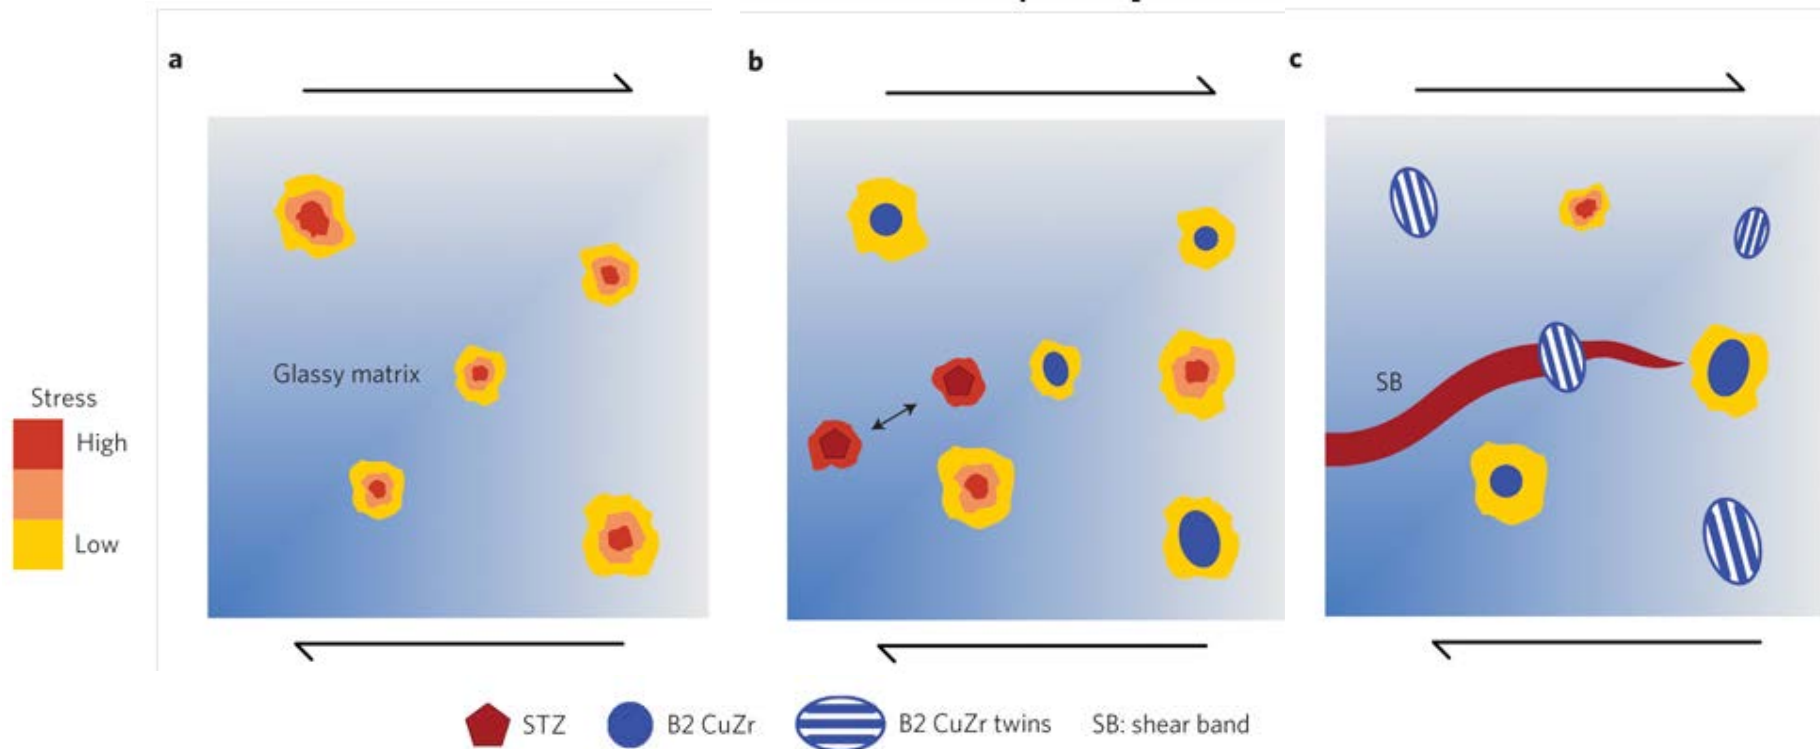 a
b
c
Glassy matrix
SB
Stress
High
Low
STZ
B2 CuZr
B2 CuZr twins
SB: shear band